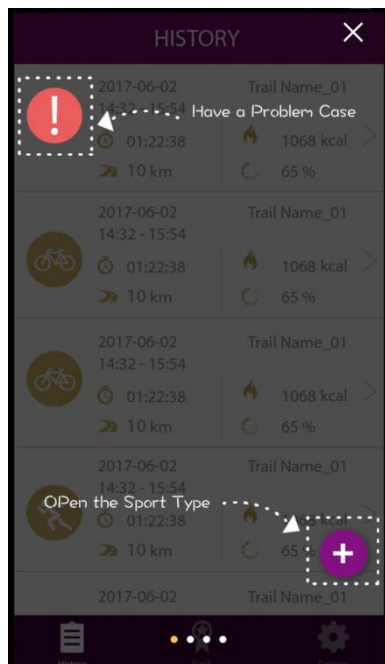 HISTORY
2017-06-02 Trail Name_01
14:32 - 15:54
Have a Problem Case
01:22:38 1068 kcal
10 km 65 %
2017-06-02 Trail Name_01
14:32 - 15:54
01:22:38 1068 kcal
10 km 65 %
2017-06-02 Trail Name_01
14:32 - 15:54
01:22:38 1068 kcal
10 km 65 %
2017-06-02 Trail Name_01
14:32 - 15:54
OPen the Sport Type
01:22:38 1068 kcal
10 km 65 %
2017-06-02 Trail Name_01
History